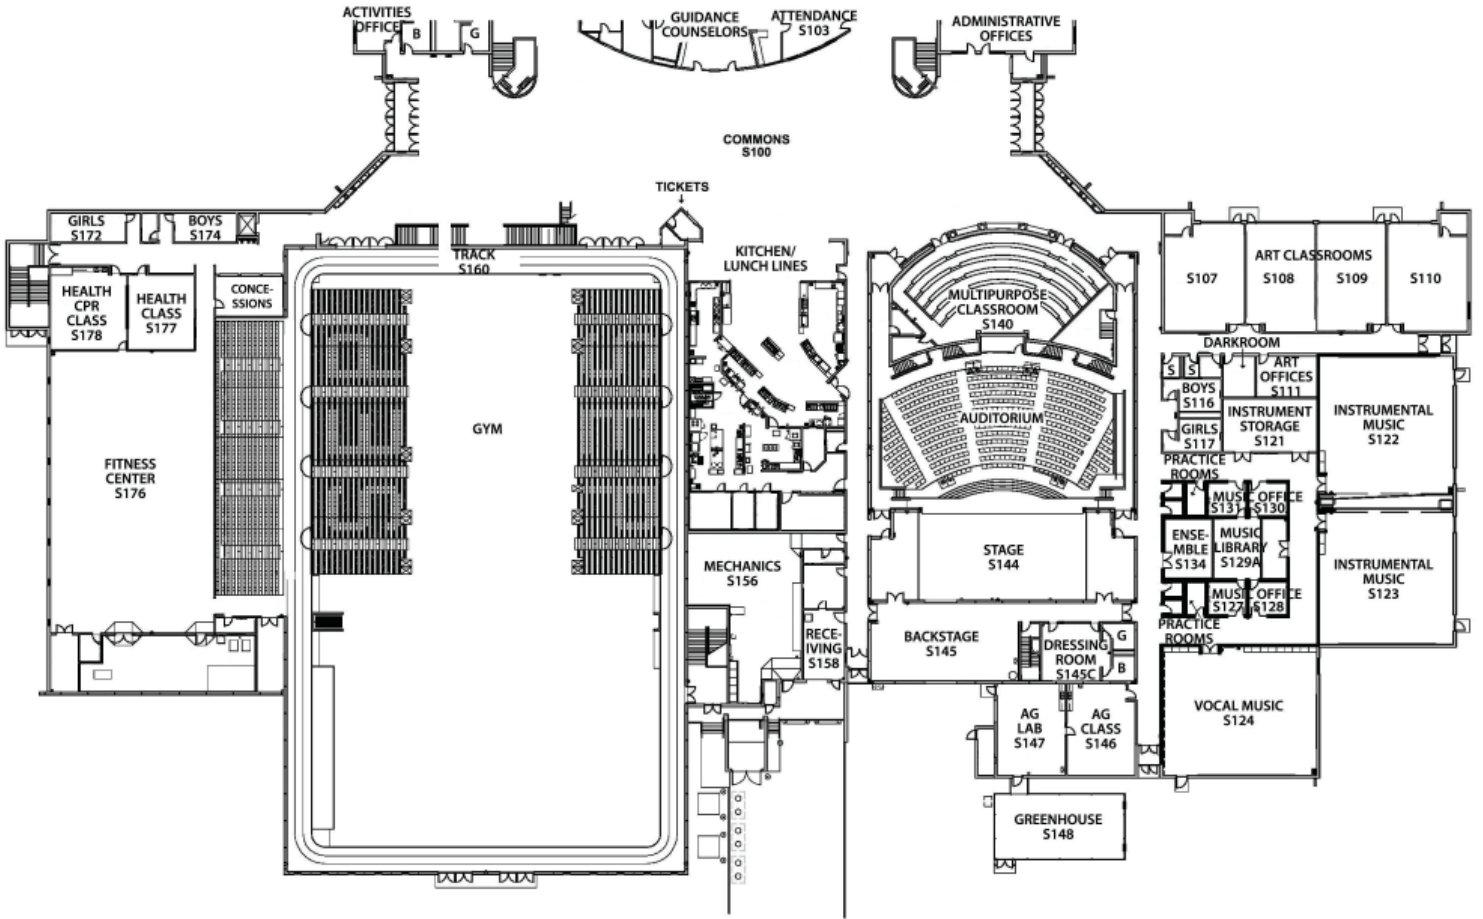 ACTIVITIES
OFFICE
B
G
GUIDANCE
COUNSELORS
ATTENDANCE
S103
ADMINISTRATIVE
OFFICES
COMMONS
S100
TICKETS
GIRLS
S172
BOYS
S174
TRACK
S160
KITCHEN/
LUNCH LINES
HEALTH
CPR
CLASS
S178
HEALTH
CLASS
S177
CONCE-
SSIONS
MULTIPURPOSE
CLASSROOM
S140
ART CLASSROOMS
S107
S108
S109
S110
DARKROOM
S
S
ART
OFFICES
S111
BOYS
S116
GIRLS
S117
INSTRUMENT
STORAGE
S121
INSTRUMENTAL
MUSIC
S122
GYM
AUDITORIUM
FITNESS
CENTER
S176
PRACTICE
ROOMS
MUSIC OFFICE
S131
S130
ENSE-
MBLE
S134
MUSIC
LIBRARY
S129A
MUSIC OFFICE
S127
S128
PRACTICE
ROOMS
INSTRUMENTAL
MUSIC
S123
STAGE
S144
MECHANICS
S156
RECE-
IVING
S158
BACKSTAGE
S145
DRESSING
ROOM
S145C
G
B
AG
LAB
S147
AG
CLASS
S146
VOCAL MUSIC
S124
GREENHOUSE
S148